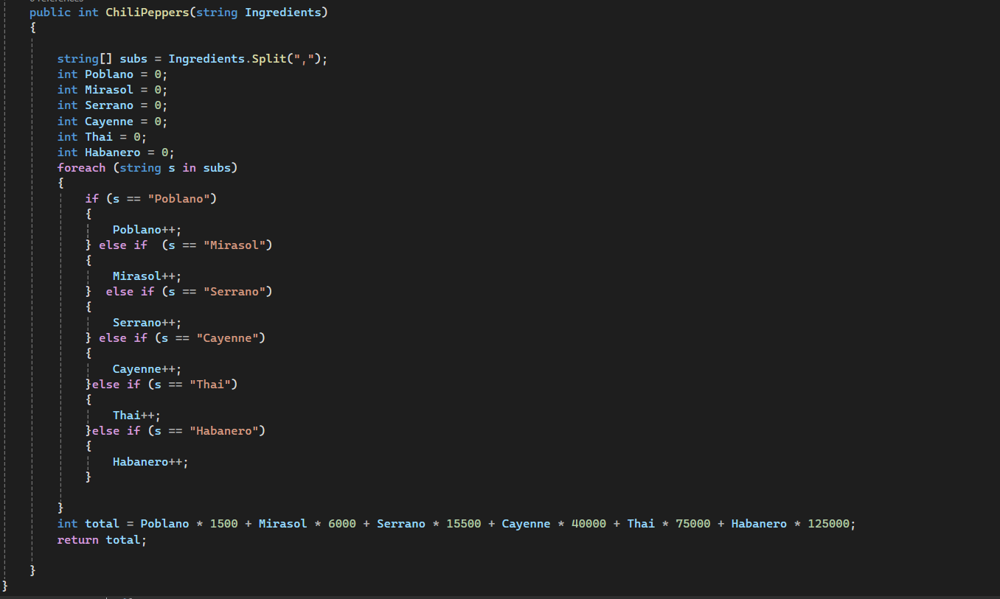 public int ChiliPeppers(string Ingredients)
{
string[] subs = Ingredients.Split(",");
int Poblano = 0;
int Mirasol = 0;
int Serrano = 0;
int Cayenne = 0;
int Thai = 0;
int Habanero = 0;
foreach (string s in subs)
{
if (s == "Poblano")
{
Poblano++;
} else if  (s == "Mirasol")
{
Mirasol++;
}  else if (s == "Serrano")
{
Serrano++;
} else if (s == "Cayenne")
{
Cayenne++;
}else if (s == "Thai")
{
Thai++;
}else if (s == "Habanero")
{
Habanero++;
}
}
int total = Poblano * 1500 + Mirasol * 6000 + Serrano * 15500 + Cayenne * 40000 + Thai * 75000 + Habanero * 125000;
return total;
}
}